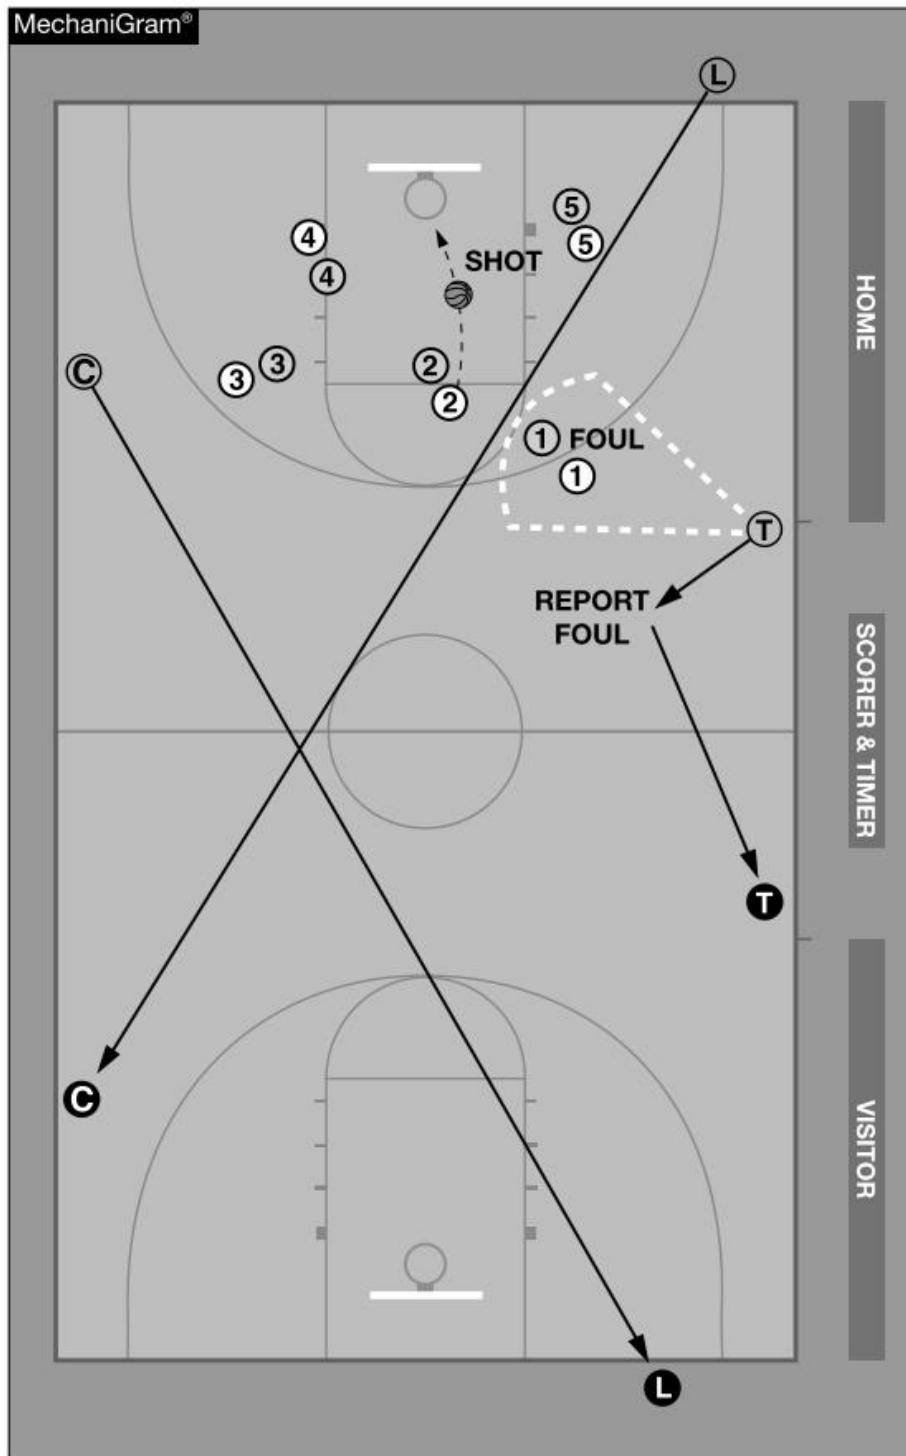 MechaniGram®
L
5
4
5
SHOT
4
HOME
3
2
C
3
2
1 FOUL
1
T
REPORT
FOUL
SCORER & TIMER
T
C
VISITOR
L